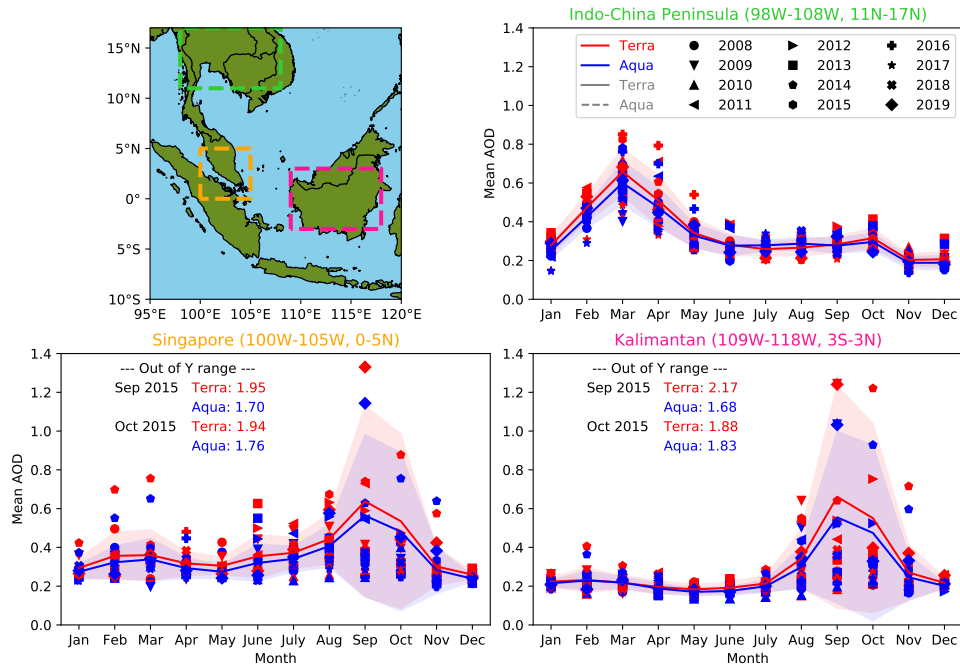 15°N
10°N
5°N
0°
5°S
10°S
95°E 100°E 105°E 110°E 115°E 120°E
Indo-China Peninsula (98W-108W, 11N-17N)
Mean AOD
1.4
1.2
1.0
0.8
0.6
0.4
0.2
0.0
Terra 2008 2012 2016
Aqua 2009 2013 2017
Terra 2010 2014 2018
Aqua 2011 2015 2019
Jan Feb Mar Apr May June July Aug Sep Oct Nov Dec
Singapore (100W-105W, 0-5N)
Mean AOD
1.4
1.2
1.0
0.8
0.6
0.4
0.2
0.0
--- Out of Y range ---
Sep 2015 Terra: 1.95
Aqua: 1.70
Oct 2015 Terra: 1.94
Aqua: 1.76
Jan Feb Mar Apr May June July Aug Sep Oct Nov Dec
Month
Kalimantan (109W-118W, 3S-3N)
Mean AOD
1.4
1.2
1.0
0.8
0.6
0.4
0.2
0.0
--- Out of Y range ---
Sep 2015 Terra: 2.17
Aqua: 1.68
Oct 2015 Terra: 1.88
Aqua: 1.83
Jan Feb Mar Apr May June July Aug Sep Oct Nov Dec
Month